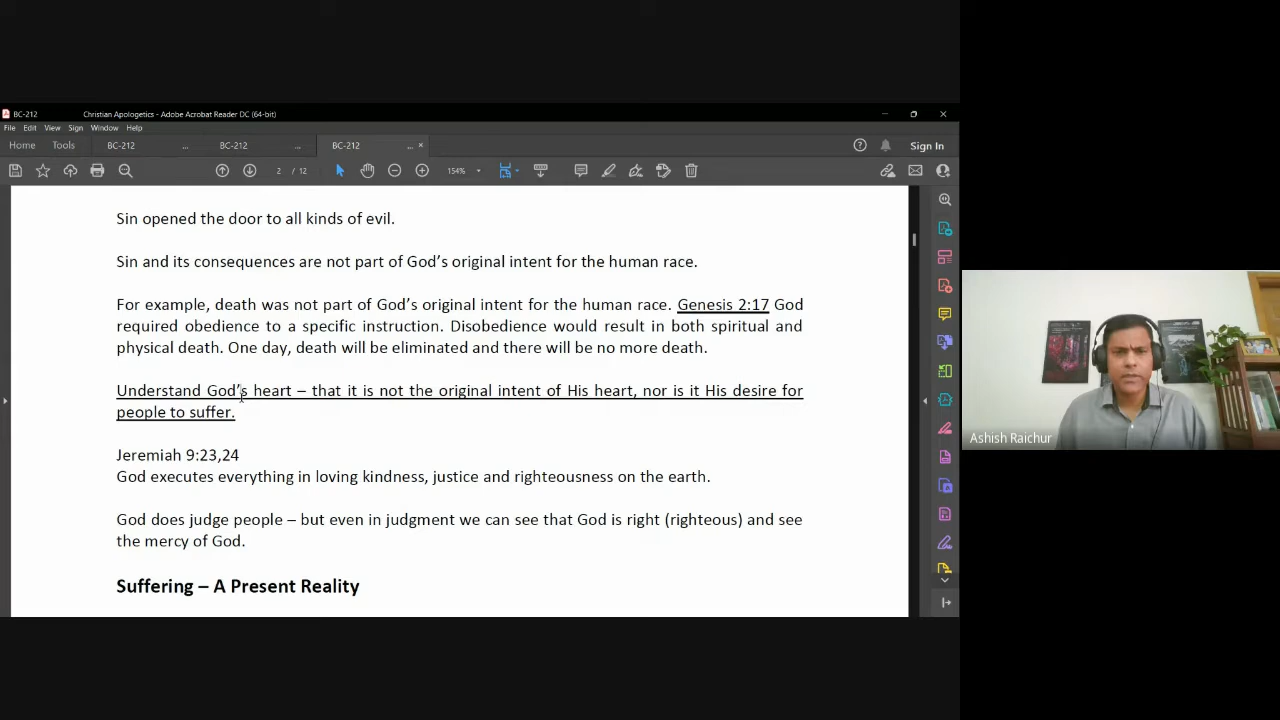 BC-212 Christian Apologetics - Adobe Acrobat Reader DC (64-bit)
File Edit View Sign Window Help
Home Tools BC-212 ... BC-212 ... BC-212 ... × Sign In
2 / 12 154%
Sin opened the door to all kinds of evil.
Sin and its consequences are not part of God’s original intent for the human race.
For example, death was not part of God’s original intent for the human race. Genesis 2:17 God
required obedience to a specific instruction. Disobedience would result in both spiritual and
physical death. One day, death will be eliminated and there will be no more death.
Understand God’s heart – that it is not the original intent of His heart, nor is it His desire for
people to suffer.
Jeremiah 9:23,24
God executes everything in loving kindness, justice and righteousness on the earth.
God does judge people – but even in judgment we can see that God is right (righteous) and see
the mercy of God.
Suffering – A Present Reality
Ashish Raichur